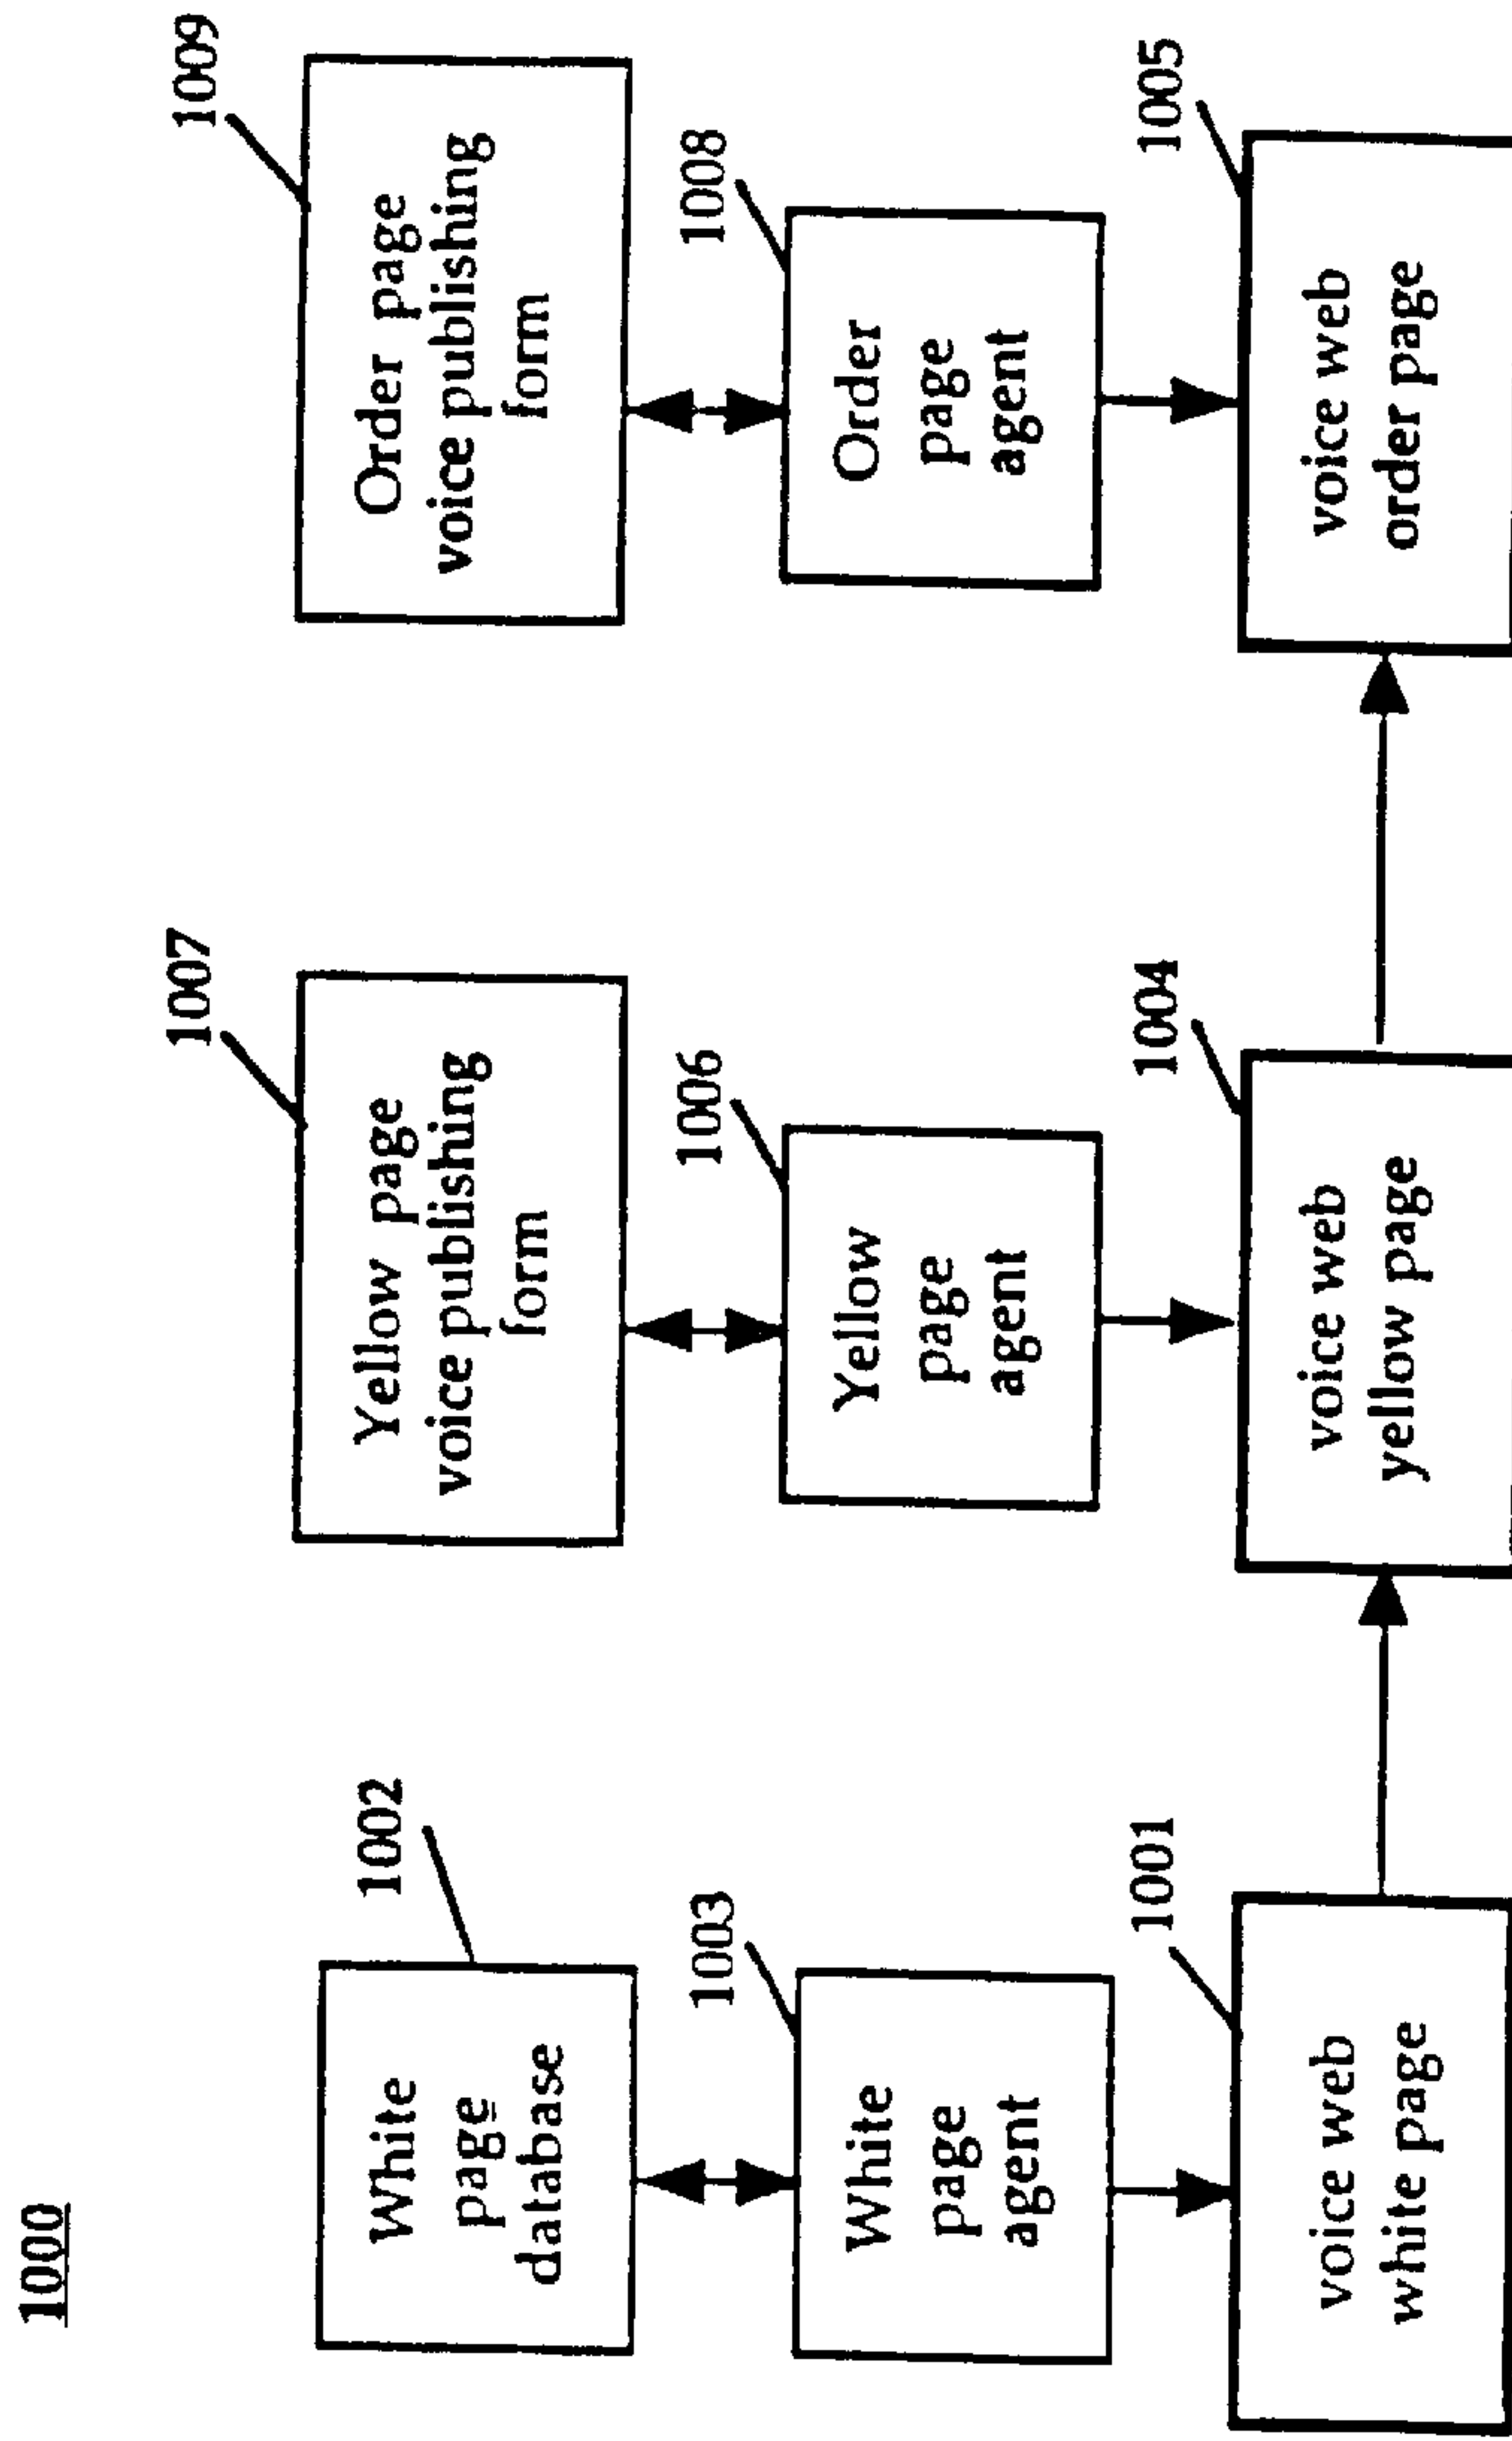 1000
1002
White
page
database
1003
White
page
agent
1001
voice web
white page
1007
Yellow page
voice publishing
form
1006
Yellow
page
agent
1004
voice web
yellow page
1009
Order page
voice publishing
form
1008
Order
page
agent
1005
voice web
order page